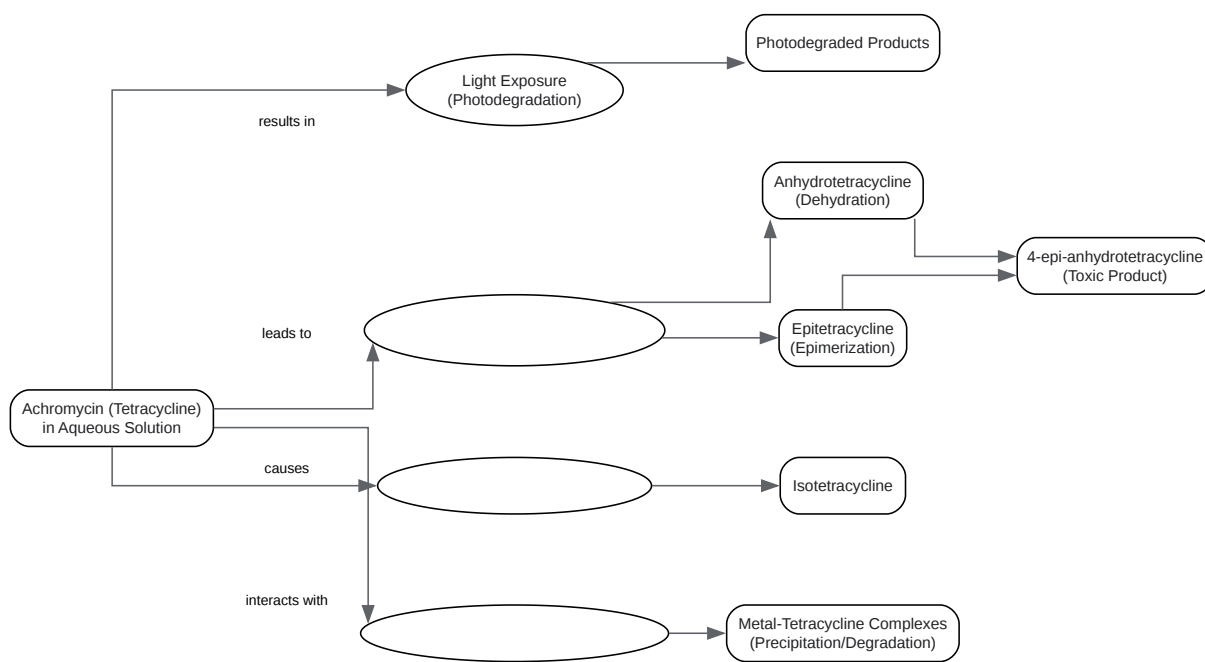 Photodegraded Products
Light Exposure
(Photodegradation)
results in
Anhydrotetracycline
(Dehydration)
4-epi-anhydrotetracycline
(Toxic Product)
leads to
Epitetracycline
(Epimerization)
Achromycin (Tetracycline)
in Aqueous Solution
causes
Isotetracycline
interacts with
Metal-Tetracycline Complexes
(Precipitation/Degradation)